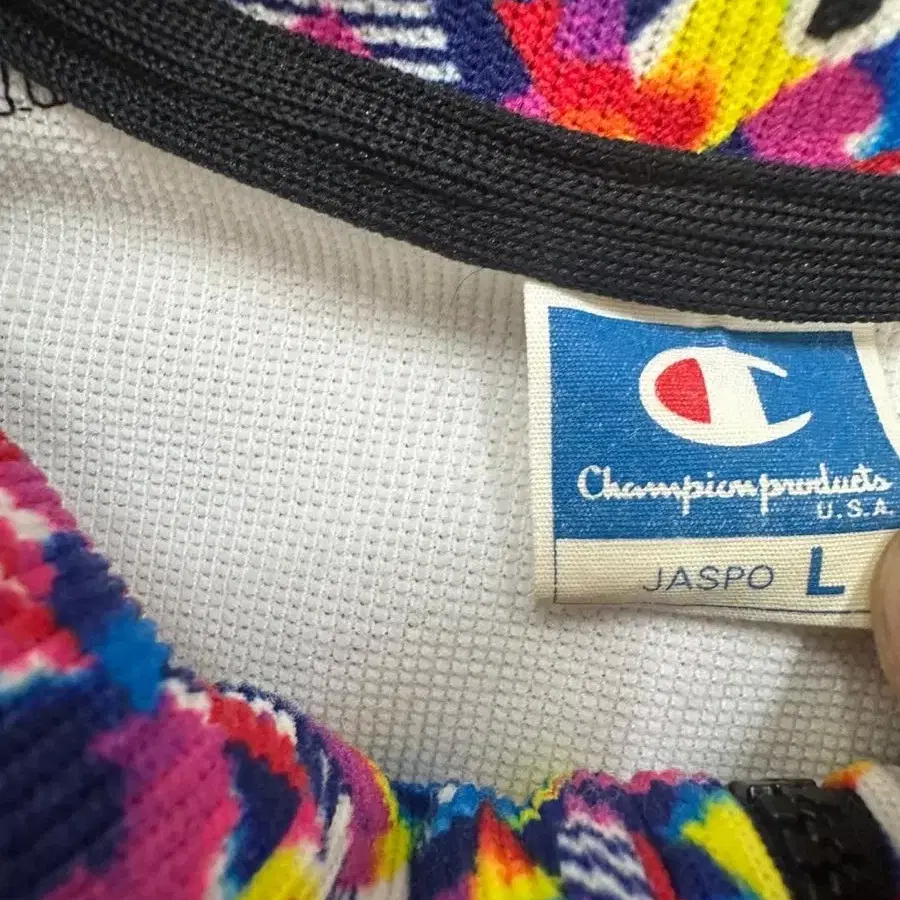 Champion products
U.S.A.
JASPO L